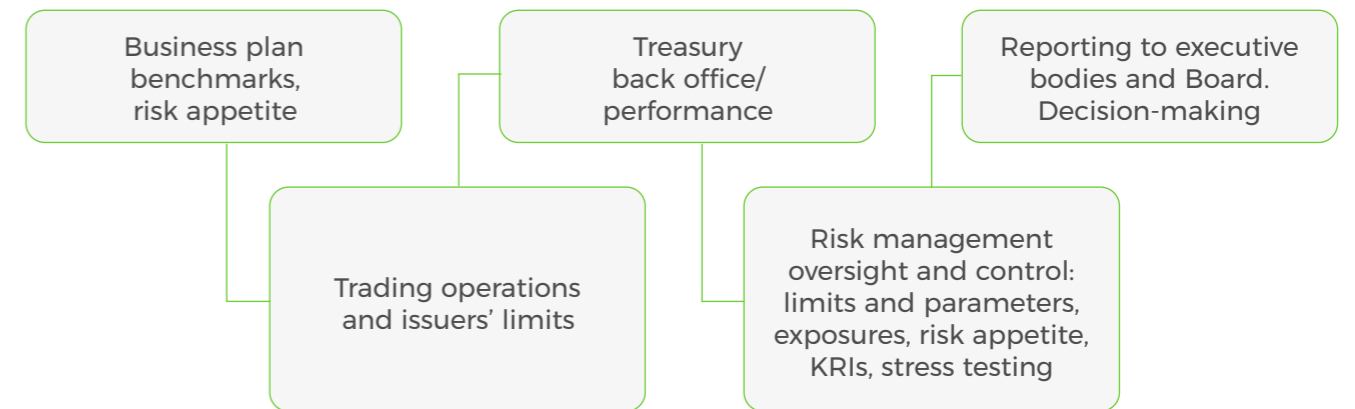 Business plan
benchmarks,
risk appetite
Trading operations
and issuers’ limits
Treasury
back office/
performance
Risk management
oversight and control:
limits and parameters,
exposures, risk appetite,
KRIs, stress testing
Reporting to executive
bodies and Board.
Decision-making